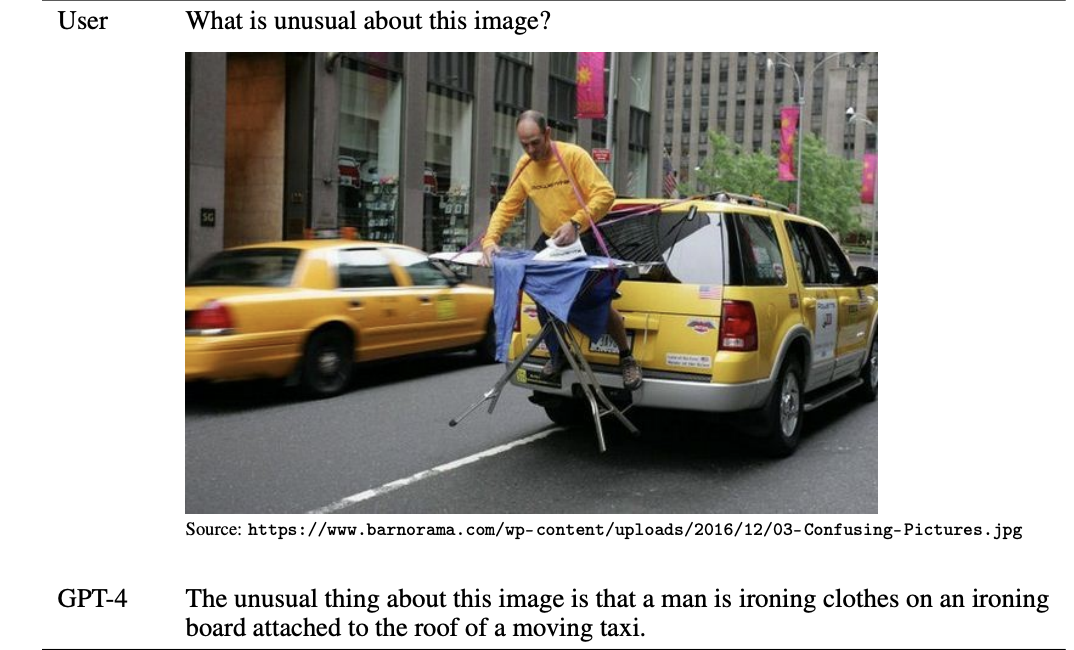 User What is unusual about this image?
SG
Source: https://www.barnorama.com/wp-content/uploads/2016/12/03-Confusing-Pictures.jpg
GPT-4 The unusual thing about this image is that a man is ironing clothes on an ironing
board attached to the roof of a moving taxi.